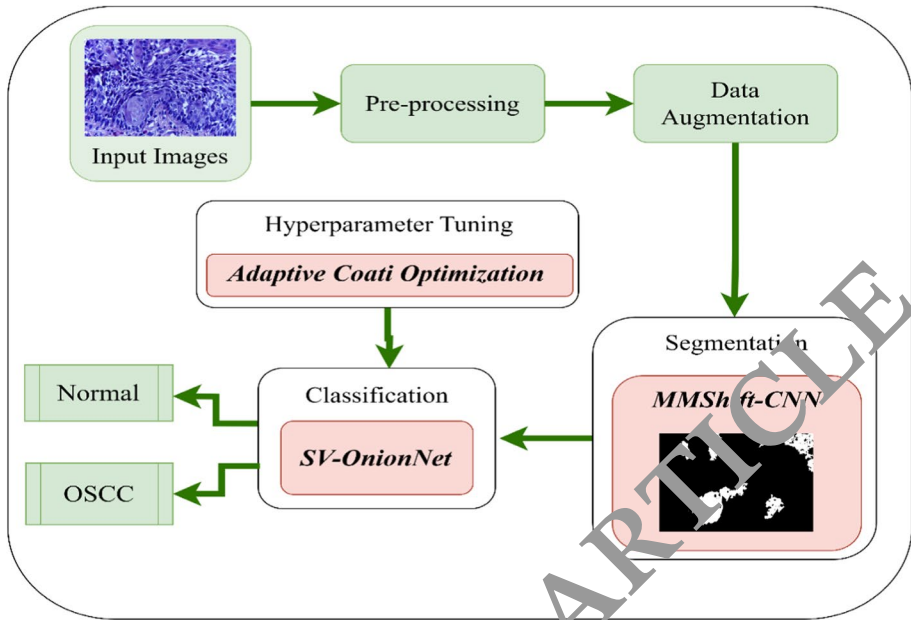 Input Images
Pre-processing
Data
Augmentation
Hyperparameter Tuning
Adaptive Coati Optimization
Segmentation
MMShift-CNN
Classification
SV-OnionNet
Normal
OSCC
ARTICLE